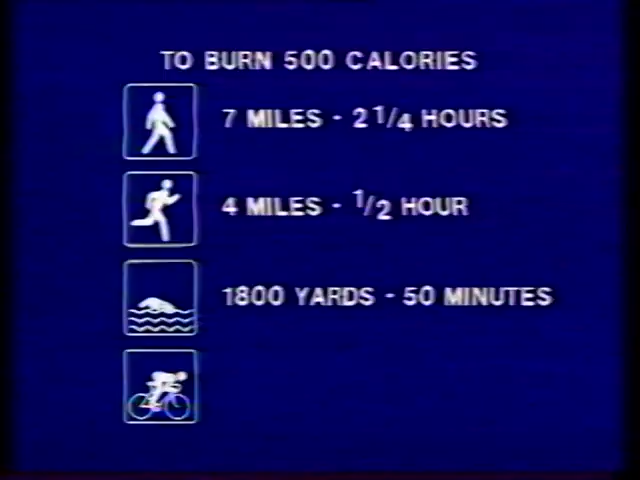 TO BURN 500 CALORIES
7 MILES - 2 1/4 HOURS
4 MILES - 1/2 HOUR
1800 YARDS - 50 MINUTES